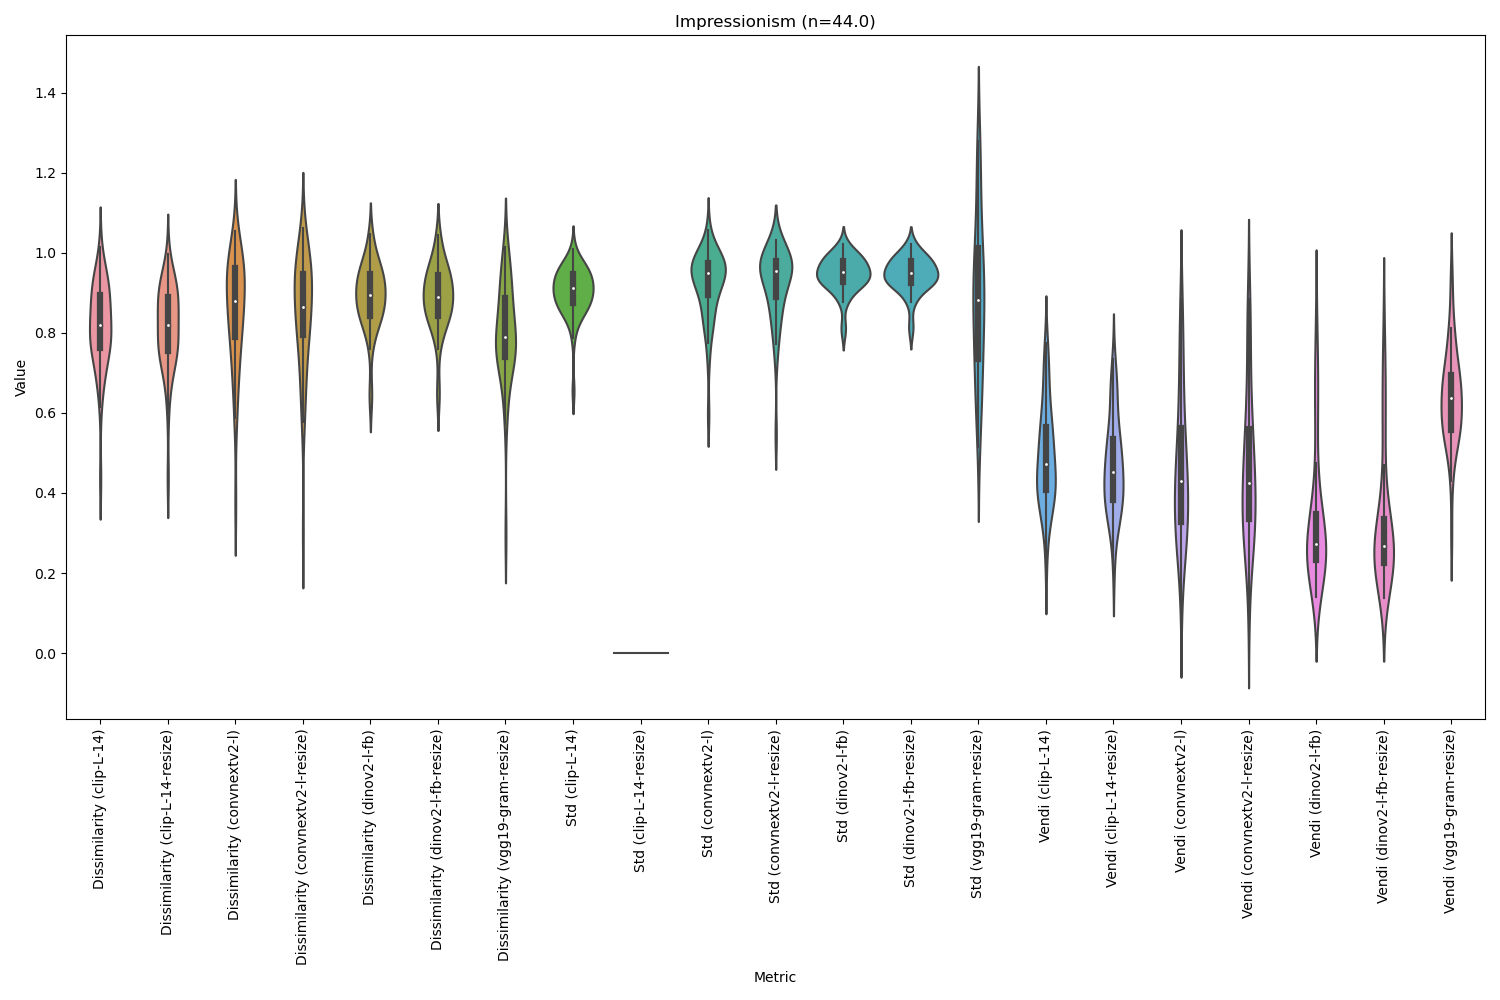 Impressionism (n=44.0)
1.4
1.2
1.0
0.8
0.6
0.4
0.2
0.0
Value
Dissimilarity (clip-L-14)
Dissimilarity (clip-L-14-resize)
Dissimilarity (convnextv2-l)
Dissimilarity (convnextv2-l-resize)
Dissimilarity (dinov2-l-fb)
Dissimilarity (dinov2-l-fb-resize)
Dissimilarity (vgg19-gram-resize)
Std (clip-L-14)
Std (clip-L-14-resize)
Std (convnextv2-l)
Std (convnextv2-l-resize)
Std (dinov2-l-fb)
Std (dinov2-l-fb-resize)
Std (vgg19-gram-resize)
Vendi (clip-L-14)
Vendi (clip-L-14-resize)
Vendi (convnextv2-l)
Vendi (convnextv2-l-resize)
Vendi (dinov2-l-fb)
Vendi (dinov2-l-fb-resize)
Vendi (vgg19-gram-resize)
Metric